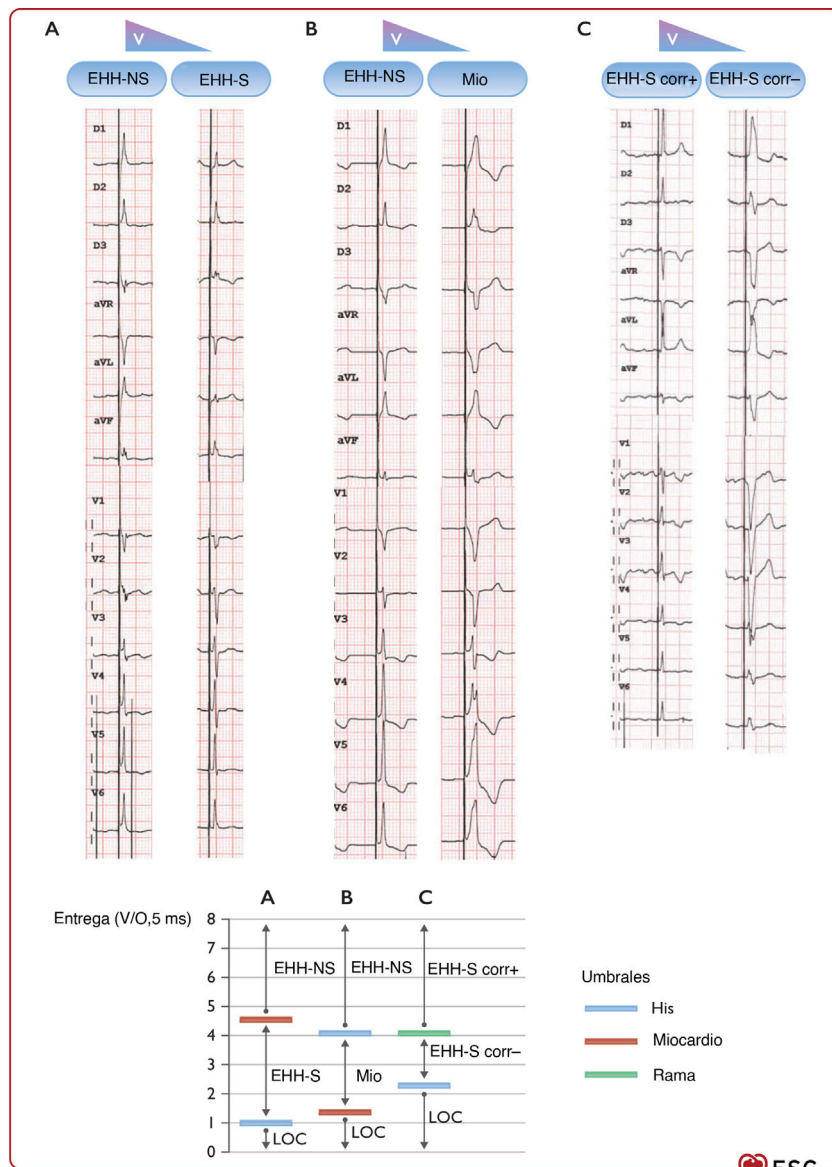 A B C
V V V
EHH-NS EHH-S EHH-NS Mio EHH-S corr+ EHH-S corr–
D1 D1 D1
D2 D2 D2
D3 D3 D3
aVR aVR aVR
aVL aVL aVL
aVF aVF aVF
V1 V1 V1
V2 V2 V2
V3 V3 V3
V4 V4 V4
V5 V5 V5
V6 V6 V6
A B C
Entrega (V/O,5 ms)
8
7
6
5
4
3
2
1
0
EHH-NS EHH-NS EHH-S corr+
EHH-S Mio EHH-S corr–
LOC LOC LOC
Umbrales
His
Miocardio
Rama
ESC